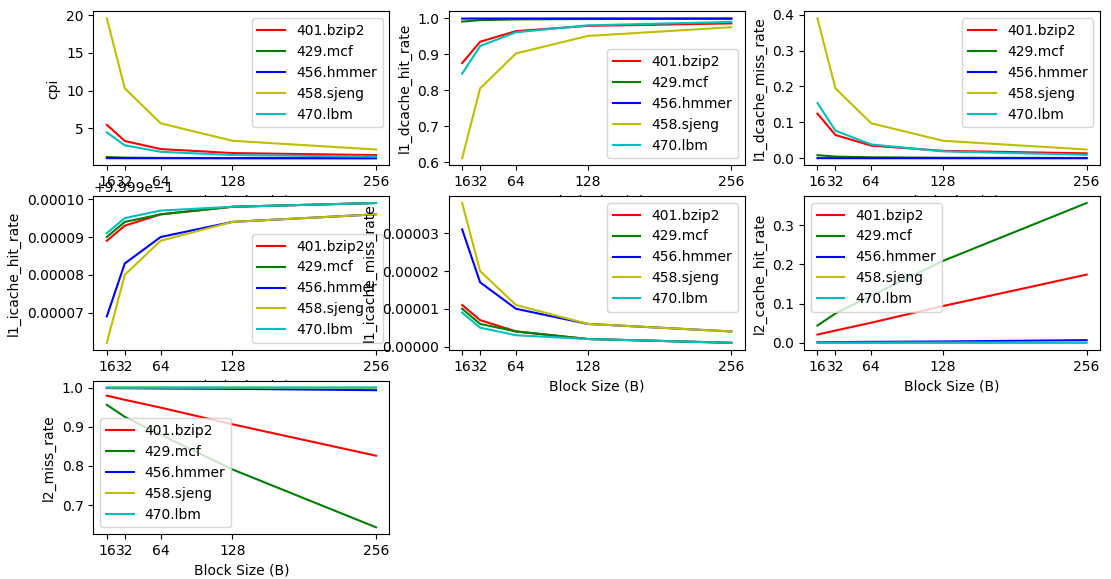 cpi
20
15
10
5
401.bzip2
429.mcf
456.hmmer
458.sjeng
470.lbm
1632 64 128 256
l1_dcache_hit_rate
1.0
0.9
0.8
0.7
0.6
401.bzip2
429.mcf
456.hmmer
458.sjeng
470.lbm
1632 64 128 256
l1_dcache_miss_rate
0.4
0.3
0.2
0.1
0.0
401.bzip2
429.mcf
456.hmmer
458.sjeng
470.lbm
1632 64 128 256
+9.999e−1
l1_icache_hit_rate
0.00010
0.00009
0.00008
0.00007
401.bzip2
429.mcf
456.hmmer
458.sjeng
470.lbm
1632 64 128 256
l1_icache_miss_rate
0.00003
0.00002
0.00001
0.00000
401.bzip2
429.mcf
456.hmmer
458.sjeng
470.lbm
1632 64 128 256
Block Size (B)
l2_cache_hit_rate
0.3
0.2
0.1
0.0
401.bzip2
429.mcf
456.hmmer
458.sjeng
470.lbm
1632 64 128 256
Block Size (B)
l2_miss_rate
1.0
0.9
0.8
0.7
401.bzip2
429.mcf
456.hmmer
458.sjeng
470.lbm
1632 64 128 256
Block Size (B)